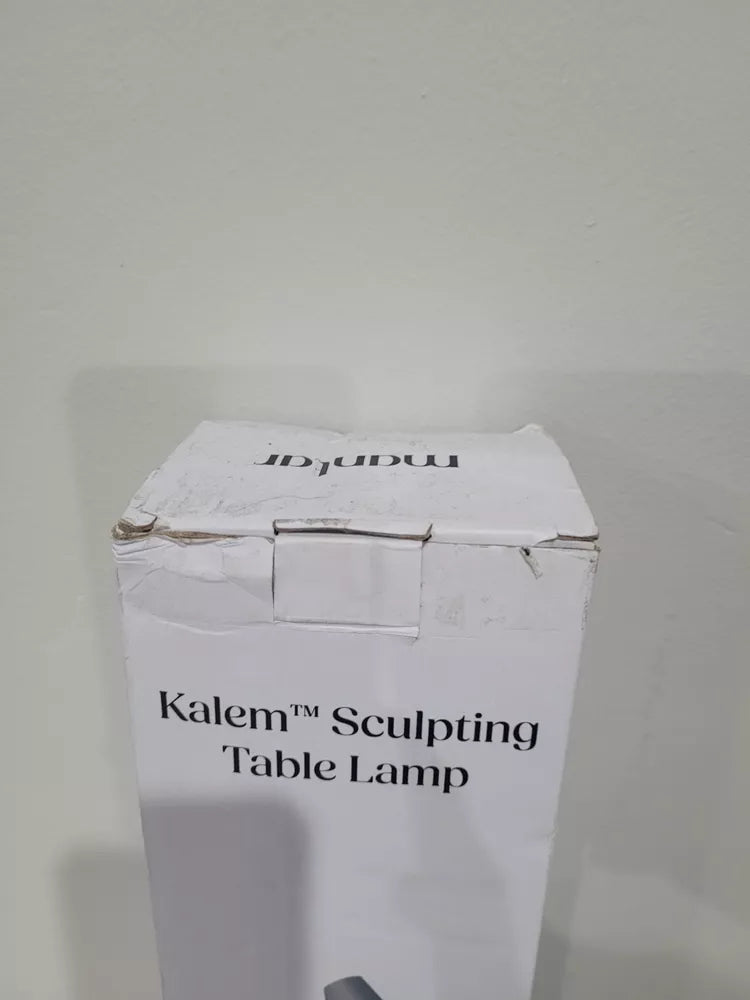 mantar
Kalem™ Sculpting
Table Lamp